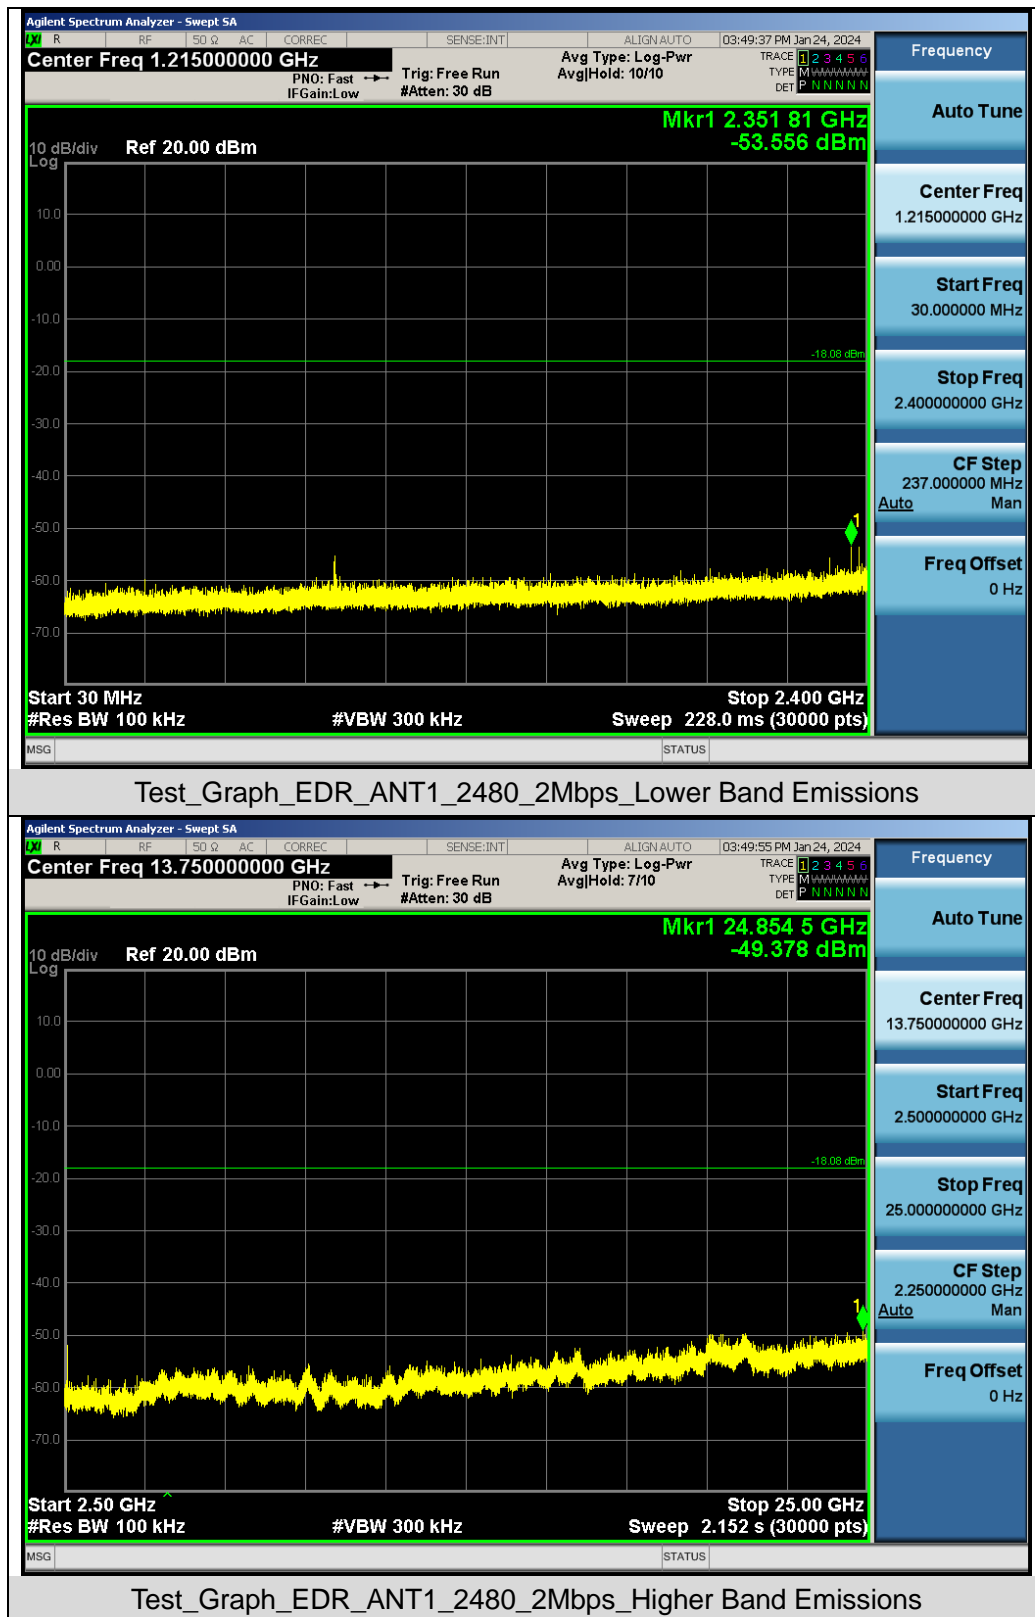 Agilent Spectrum Analyzer - Swept SA
LXI R RF 50 Ω AC CORREC SENSE:INT ALIGN AUTO 03:49:37 PM Jan 24, 2024
Center Freq 1.215000000 GHz
PNO: Fast
IFGain:Low
Trig: Free Run
#Atten: 30 dB
Avg Type: Log-Pwr
Avg|Hold: 10/10
TRACE 1 2 3 4 5 6
TYPE M
DET P N N N N N
Mkr1 2.351 81 GHz
-53.556 dBm
10 dB/div Ref 20.00 dBm
Log
10.0
0.00
-10.0
-18.08 dBm
-20.0
-30.0
-40.0
-50.0
1
-60.0
-70.0
Start 30 MHz Stop 2.400 GHz
#Res BW 100 kHz #VBW 300 kHz Sweep 228.0 ms (30000 pts)
MSG STATUS
Frequency
Auto Tune
Center Freq
1.215000000 GHz
Start Freq
30.000000 MHz
Stop Freq
2.400000000 GHz
CF Step
237.000000 MHz
Auto Man
Freq Offset
0 Hz
Test_Graph_EDR_ANT1_2480_2Mbps_Lower Band Emissions
Agilent Spectrum Analyzer - Swept SA
LXI R RF 50 Ω AC CORREC SENSE:INT ALIGN AUTO 03:49:55 PM Jan 24, 2024
Center Freq 13.750000000 GHz
PNO: Fast
IFGain:Low
Trig: Free Run
#Atten: 30 dB
Avg Type: Log-Pwr
Avg|Hold: 7/10
TRACE 1 2 3 4 5 6
TYPE M
DET P N N N N N
Mkr1 24.854 5 GHz
-49.378 dBm
10 dB/div Ref 20.00 dBm
Log
10.0
0.00
-10.0
-18.08 dBm
-20.0
-30.0
-40.0
1
-50.0
-60.0
-70.0
Start 2.50 GHz Stop 25.00 GHz
#Res BW 100 kHz #VBW 300 kHz Sweep 2.152 s (30000 pts)
MSG STATUS
Frequency
Auto Tune
Center Freq
13.750000000 GHz
Start Freq
2.500000000 GHz
Stop Freq
25.000000000 GHz
CF Step
2.250000000 GHz
Auto Man
Freq Offset
0 Hz
Test_Graph_EDR_ANT1_2480_2Mbps_Higher Band Emissions